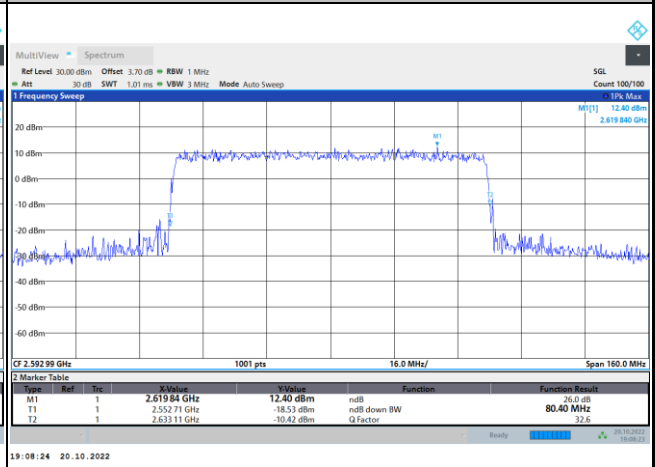 MultiView Spectrum
Ref Level 30.00 dBm Offset 3.70 dB RBW 1 MHz SGL
Att 30 dB SWT 1.01 ms VBW 3 MHz Mode Auto Sweep Count 100/100
1 Frequency Sweep 1Pk Max
M1[1] 12.40 dBm
2.619 840 GHz
20 dBm
M1
10 dBm
0 dBm
-10 dBm
T1
T2
-20 dBm
-30 dBm
-40 dBm
-50 dBm
-60 dBm
CF 2.592 99 GHz 1001 pts 16.0 MHz/ Span 160.0 MHz
2 Marker Table
Type Ref Trc X-Value Y-Value Function Function Result
M1 1 2.619 84 GHz 12.40 dBm ndB 26.0 dB
T1 1 2.552 71 GHz -18.53 dBm ndB down BW 80.40 MHz
T2 1 2.633 11 GHz -10.42 dBm Q Factor 32.6
Ready 20.10.2022
19:08:23
19:08:24 20.10.2022